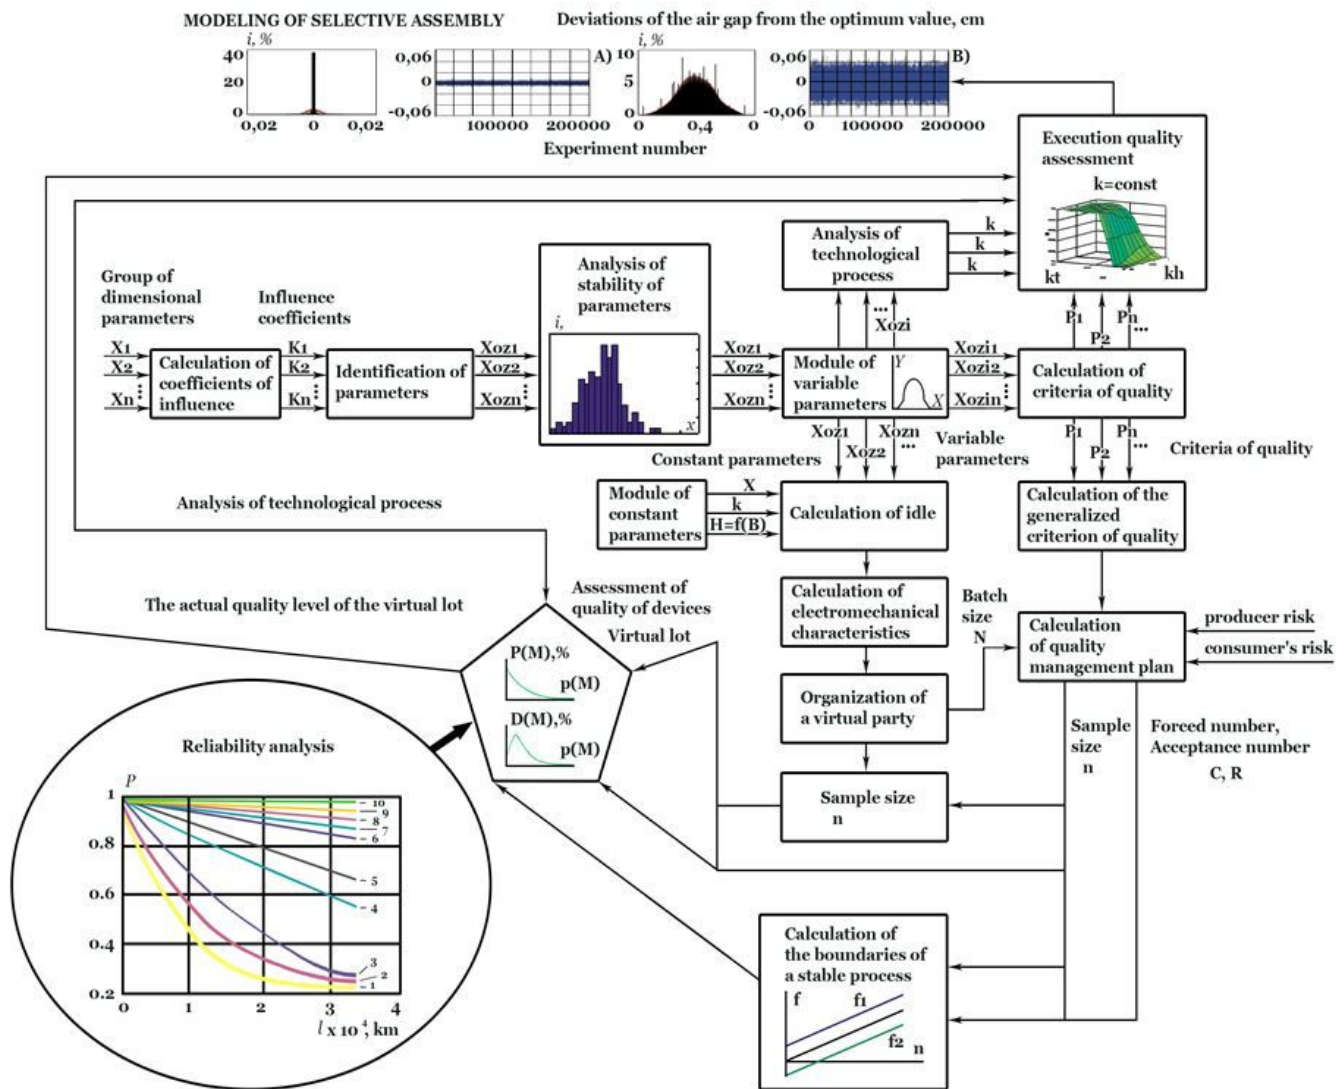 MODELING OF SELECTIVE ASSEMBLY
Deviations of the air gap from the optimum value, cm
i, %
40
20
0
0,02 0 0,02
0,06
0
-0,06
100000 200000
A)
i, %
10
5
0
0 0,4 0
0,06
0
-0,06
0 100000 200000
B)
Experiment number
Execution quality
assessment
k=const
kt
kh
Analysis of
technological
process
k
k
k
Group of
dimensional
parameters
Influence
coefficients
Analysis of
stability of
parameters
i,
x
... Xozi
P1
P2
Pn
...
X1
X2
Xn
Calculation of
coefficients of
influence
K1
K2
Kn
Identification of
parameters
Xoz1
Xoz2
Xozn
Xoz1
Xoz2
Xozn
Module of
variable
parameters
Y
X
Xozi1
Xozi2
Xozin
Calculation of
criteria of quality
Xoz1
Xoz2
Xozn
...
P1
P2
Pn
...
Constant parameters
Variable
parameters
Criteria of quality
Module of
constant
parameters
X
k
H=f(B)
Calculation of idle
Calculation of the
generalized
criterion of quality
Analysis of technological process
The actual quality level of the virtual lot
Assessment of
quality of devices
Virtual lot
Calculation of
electromechanical
characteristics
Batch
size
N
Calculation
of quality
management plan
producer risk
consumer's risk
P(M),%
p(M)
D(M),%
p(M)
Organization of
a virtual party
Sample
size
n
Forced number,
Acceptance number
C, R
Sample size
n
Reliability analysis
P
1
0.8
0.6
0.4
0.2
0 1 2 3 4
l x 10⁴, km
10
9
8
7
6
5
4
3
2
1
Calculation of
the boundaries of
a stable process
f
f1
f2
n